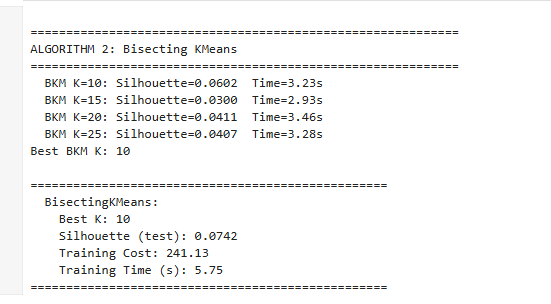 ============================================================
ALGORITHM 2: Bisecting KMeans
============================================================
  BKM K=10: Silhouette=0.0602  Time=3.23s
  BKM K=15: Silhouette=0.0300  Time=2.93s
  BKM K=20: Silhouette=0.0411  Time=3.46s
  BKM K=25: Silhouette=0.0407  Time=3.28s
Best BKM K: 10

==================================================
  BisectingKMeans:
    Best K: 10
    Silhouette (test): 0.0742
    Training Cost: 241.13
    Training Time (s): 5.75
==================================================